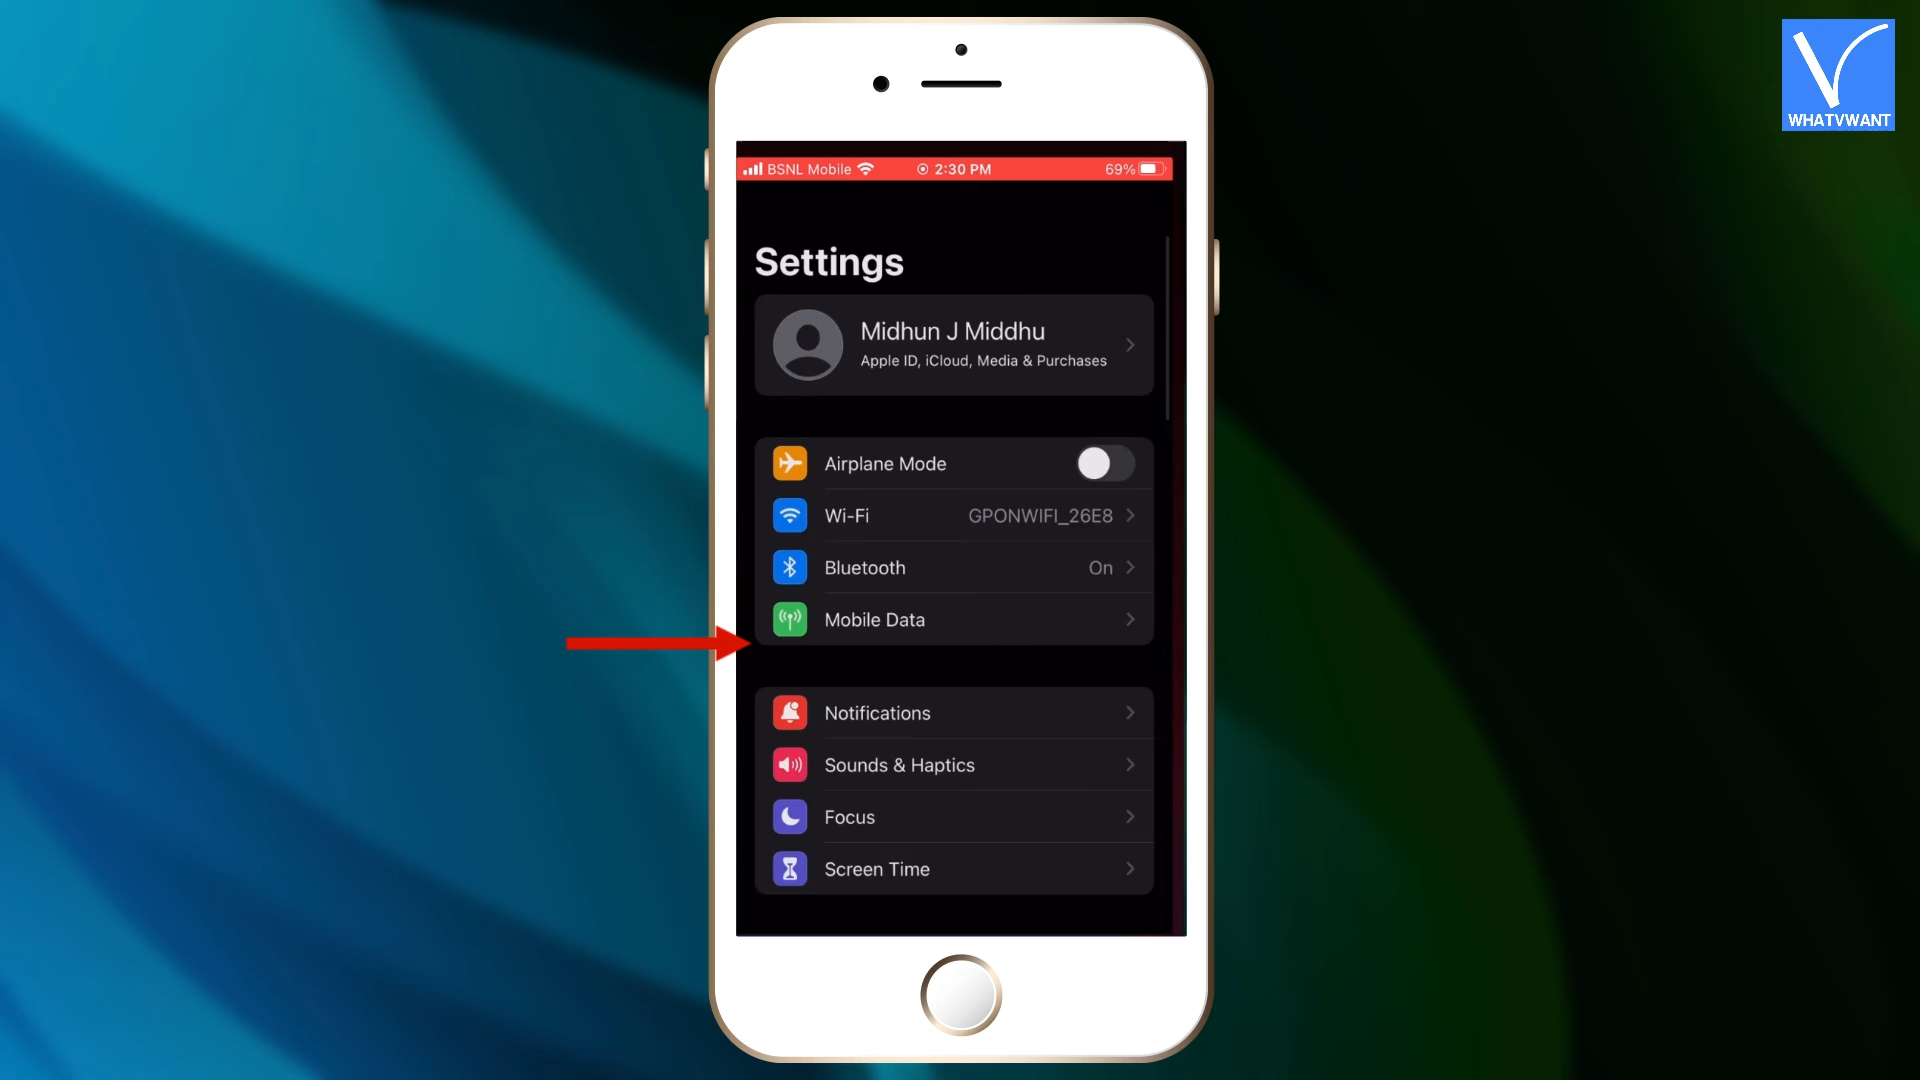 WHATVWANT
BSNL Mobile 2:30 PM 69%
Settings
Midhun J Middhu
Apple ID, iCloud, Media & Purchases
Airplane Mode
Wi-Fi GPONWIFI_26E8
Bluetooth On
Mobile Data
Notifications
Sounds & Haptics
Focus
Screen Time